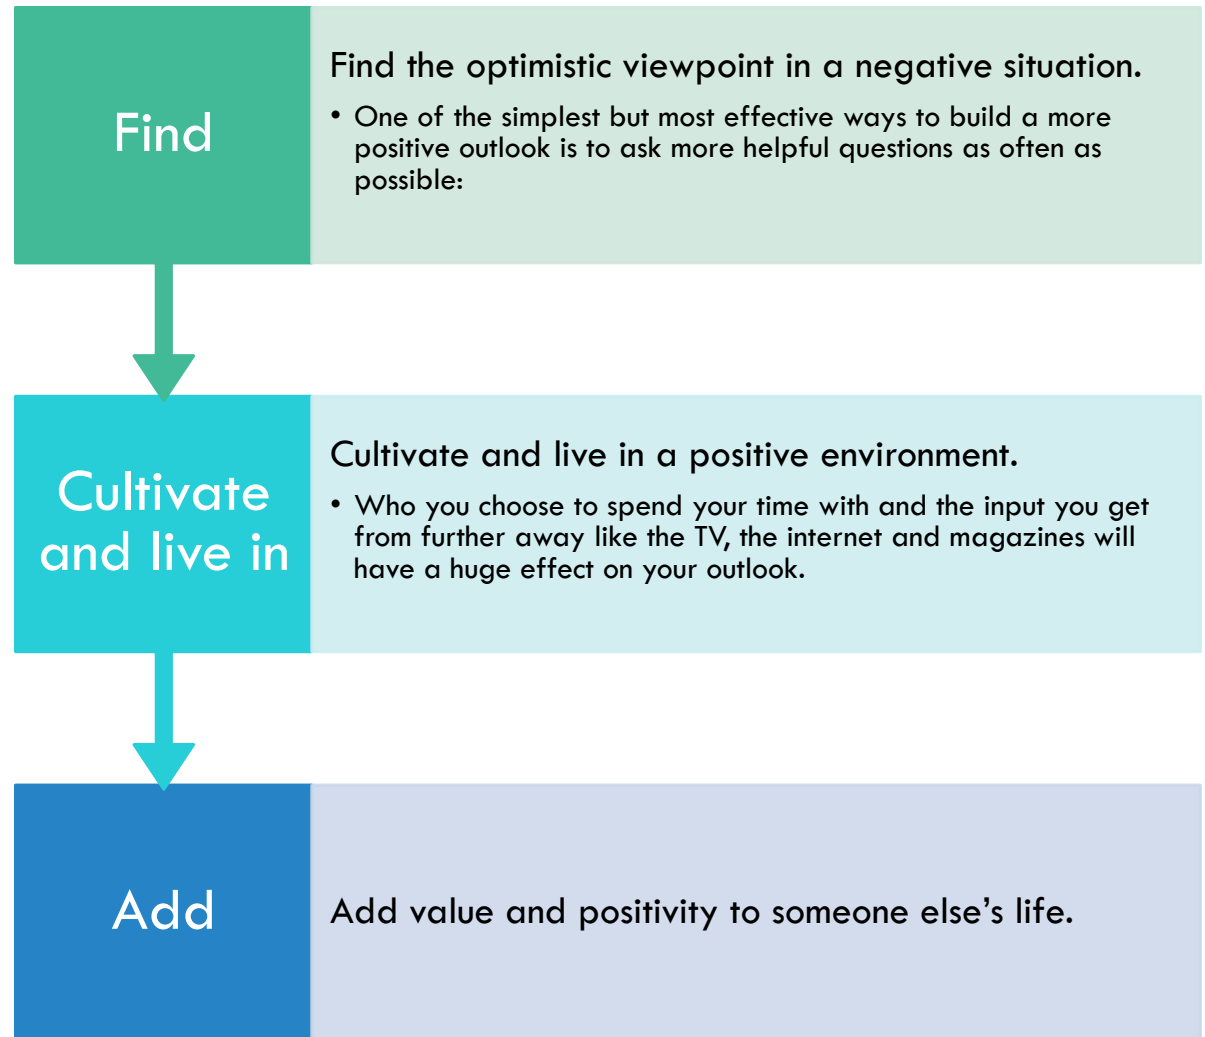 Find
Find the optimistic viewpoint in a negative situation.
• One of the simplest but most effective ways to build a more
positive outlook is to ask more helpful questions as often as
possible:
Cultivate
and live in
Cultivate and live in a positive environment.
• Who you choose to spend your time with and the input you get
from further away like the TV, the internet and magazines will
have a huge effect on your outlook.
Add
Add value and positivity to someone else’s life.